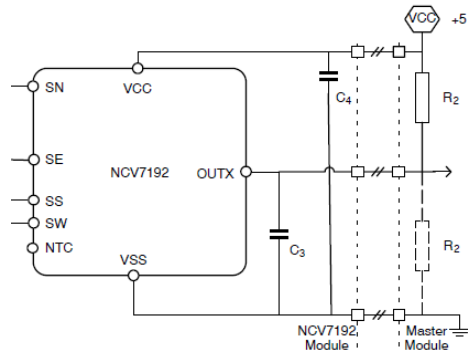 VCC +5
SN
VCC
C4
R2
SE
NCV7192
OUTX
SS
SW
NTC
VSS
C3
R2
NCV7192 Master
Module Module